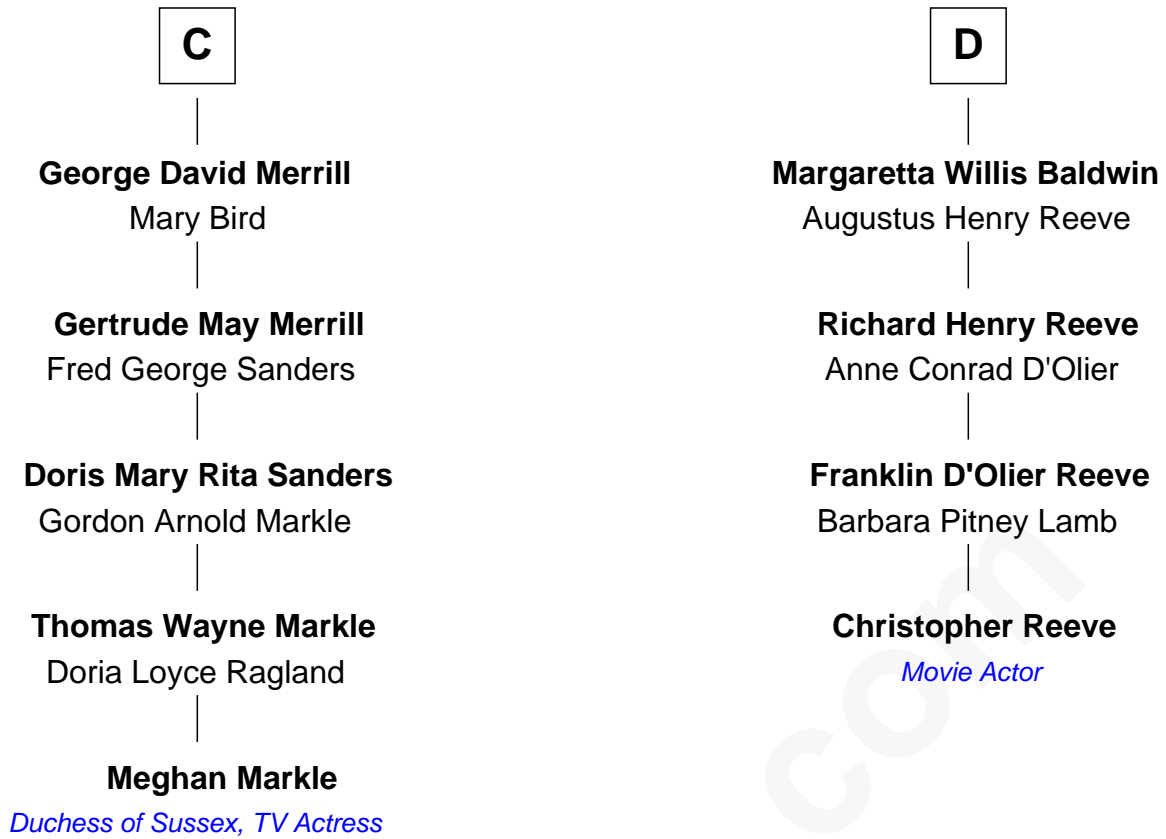 C
George David Merrill
Mary Bird
Gertrude May Merrill
Fred George Sanders
Doris Mary Rita Sanders
Gordon Arnold Markle
Thomas Wayne Markle
Doria Loyce Ragland
Meghan Markle
Duchess of Sussex, TV Actress
D
Margaretta Willis Baldwin
Augustus Henry Reeve
Richard Henry Reeve
Anne Conrad D'Olier
Franklin D'Olier Reeve
Barbara Pitney Lamb
Christopher Reeve
Movie Actor
com